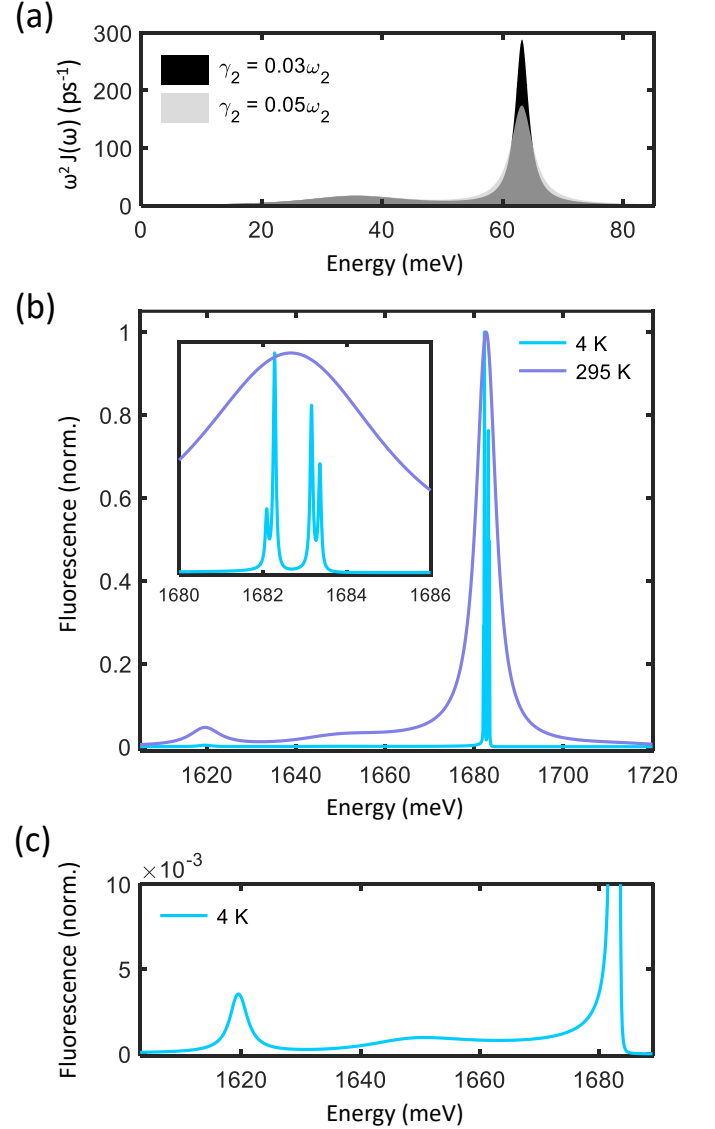 (a)
300
200
100
0
ω² J(ω) (ps⁻¹)
γ₂ = 0.03ω₂
γ₂ = 0.05ω₂
0 20 40 60 80
Energy (meV)
(b)
1
0.8
0.6
0.4
0.2
0
Fluorescence (norm.)
4 K
295 K
1680 1682 1684 1686
1620 1640 1660 1680 1700 1720
Energy (meV)
(c)
×10⁻³
10
5
0
Fluorescence (norm.)
4 K
1620 1640 1660 1680
Energy (meV)